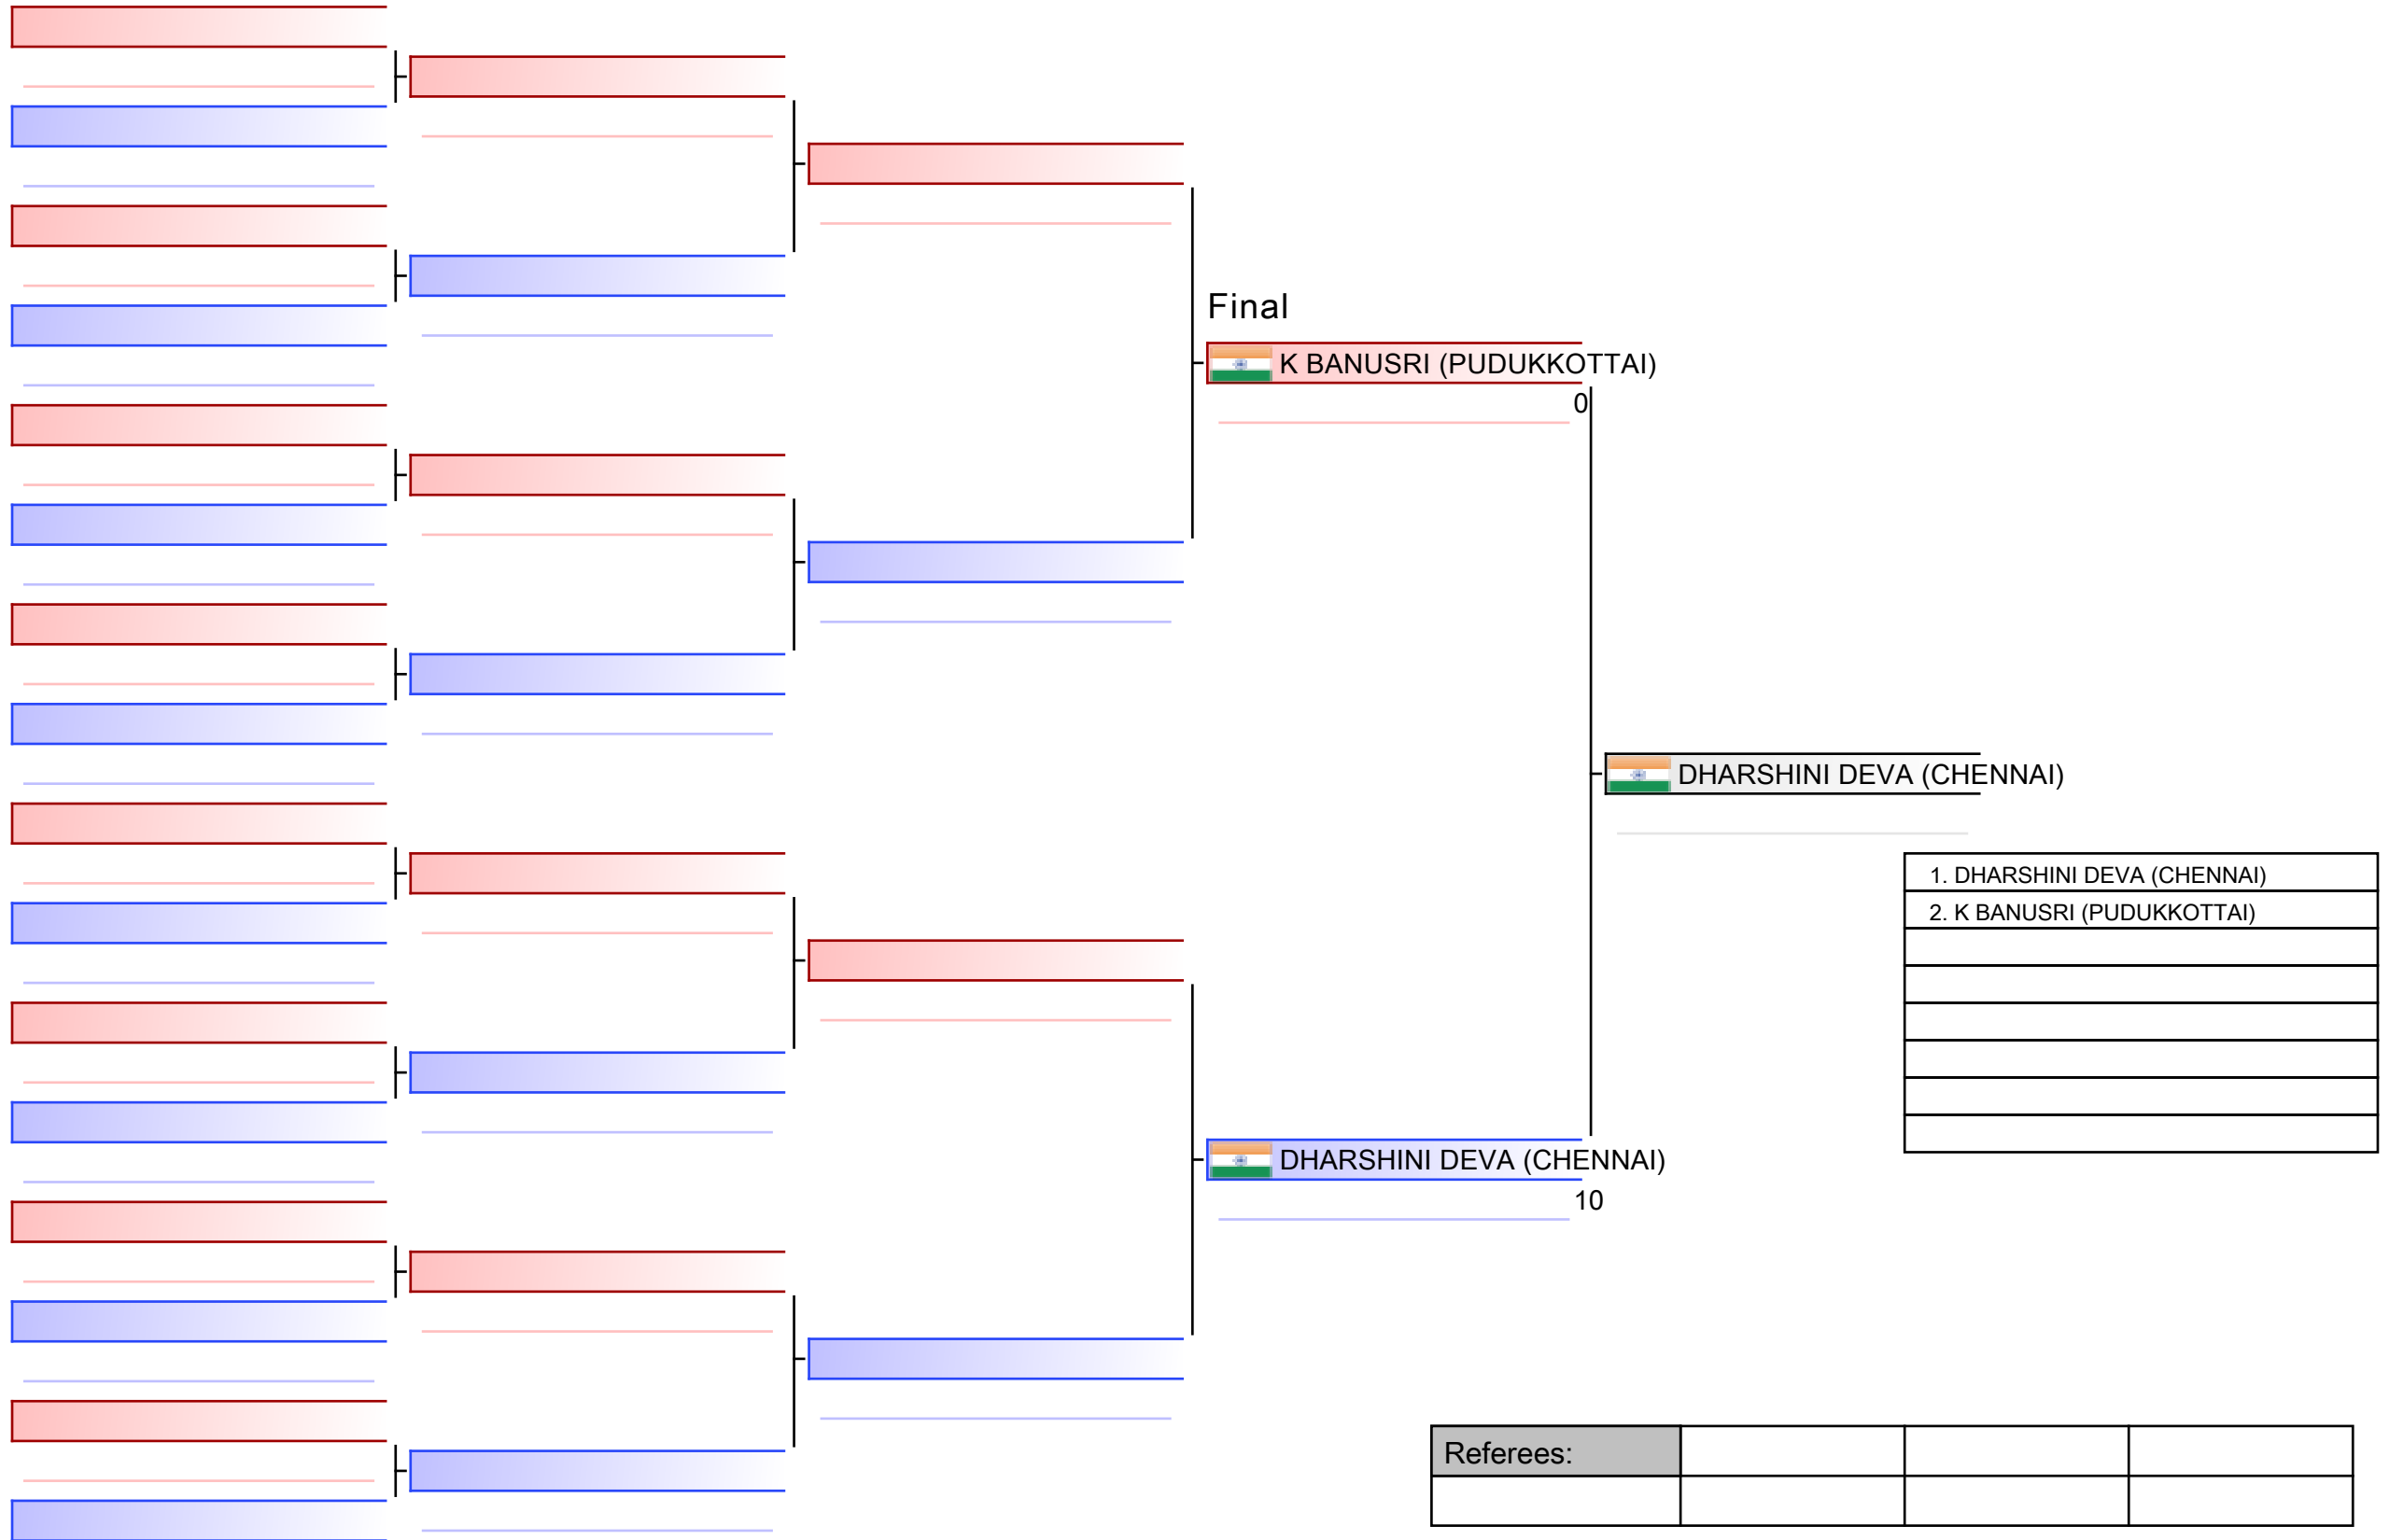 Final
K BANUSRI (PUDUKKOTTAI)
0
DHARSHINI DEVA (CHENNAI)
1. DHARSHINI DEVA (CHENNAI)
2. K BANUSRI (PUDUKKOTTAI)
DHARSHINI DEVA (CHENNAI)
10
Referees: